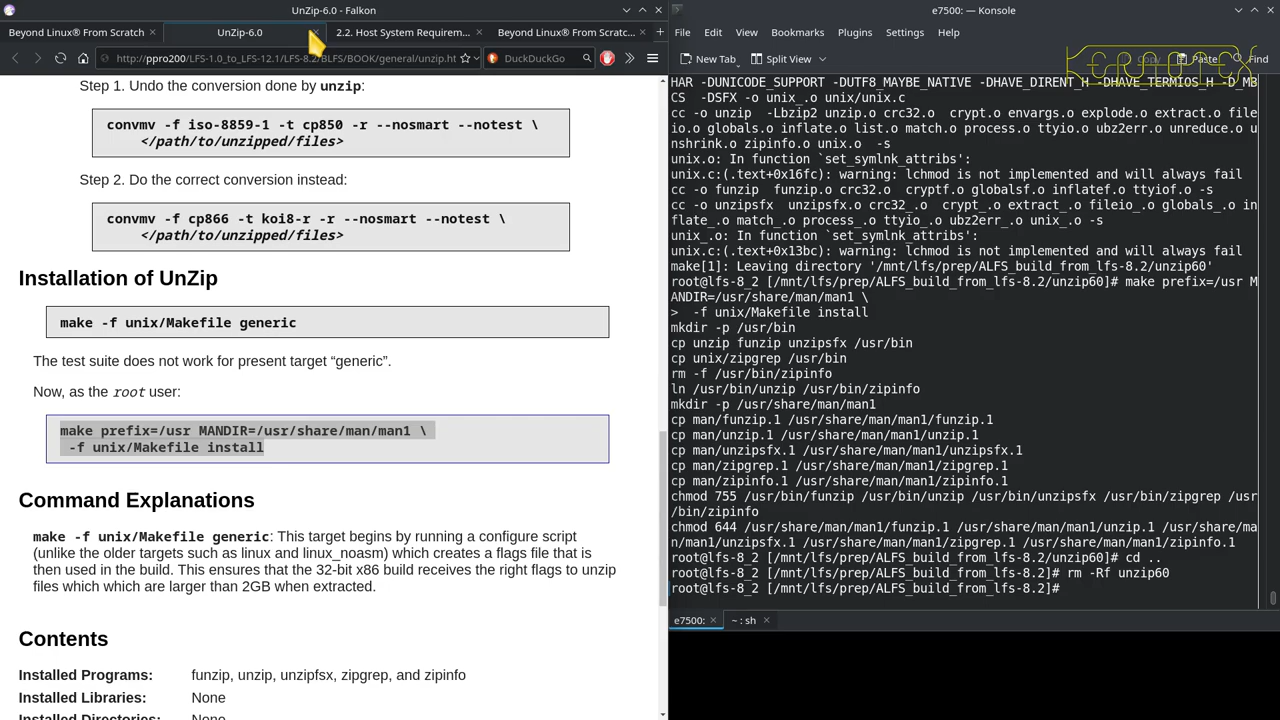 UnZip-6.0 - Falkon
Beyond Linux® From Scratch
UnZip-6.0
2.2. Host System Requirem...
Beyond Linux® From Scratc...
http://ppro200/LFS-1.0_to_LFS-12.1/LFS-8.2/BLFS/BOOK/general/unzip.ht
DuckDuckGo
Step 1. Undo the conversion done by unzip:
convmv -f iso-8859-1 -t cp850 -r --nosmart --notest \
</path/to/unzipped/files>
Step 2. Do the correct conversion instead:
convmv -f cp866 -t koi8-r -r --nosmart --notest \
</path/to/unzipped/files>
Installation of UnZip
make -f unix/Makefile generic
The test suite does not work for present target “generic”.
Now, as the root user:
make prefix=/usr MANDIR=/usr/share/man/man1 \
-f unix/Makefile install
Command Explanations
make -f unix/Makefile generic: This target begins by running a configure script
(unlike the older targets such as linux and linux_noasm) which creates a flags file that is
then used in the build. This ensures that the 32-bit x86 build receives the right flags to unzip
files which which are larger than 2GB when extracted.
Contents
Installed Programs: funzip, unzip, unzipfsx, zipgrep, and zipinfo
Installed Libraries: None
Installed Directories: None
e7500: — Konsole
File Edit View Bookmarks Plugins Settings Help
New Tab Split View Copy Paste Find
HAR -DUNICODE_SUPPORT -DUTF8_MAYBE_NATIVE -DHAVE_DIRENT_H -DHAVE_TERMIOS_H -D_MB
CS  -DSFX -o unix_.o unix/unix.c
cc -o unzip  -Lbzip2 unzip.o crc32.o  crypt.o envargs.o explode.o extract.o file
io.o globals.o inflate.o list.o match.o process.o ttyio.o ubz2err.o unreduce.o u
nshrink.o zipinfo.o unix.o  -s
unix.o: In function `set_symlnk_attribs':
unix.c:(.text+0x16fc): warning: lchmod is not implemented and will always fail
cc -o funzip  funzip.o crc32.o  cryptf.o globalsf.o inflatef.o ttyiof.o -s
cc -o unzipsfx  unzipsfx.o crc32_.o  crypt_.o extract_.o fileio_.o globals_.o in
flate_.o match_.o process_.o ttyio_.o ubz2err_.o unix_.o -s
unix_.o: In function `set_symlnk_attribs':
unix.c:(.text+0x13bc): warning: lchmod is not implemented and will always fail
make[1]: Leaving directory '/mnt/lfs/prep/ALFS_build_from_lfs-8.2/unzip60'
root@lfs-8_2 [/mnt/lfs/prep/ALFS_build_from_lfs-8.2/unzip60]# make prefix=/usr M
ANDIR=/usr/share/man/man1 \
>  -f unix/Makefile install
mkdir -p /usr/bin
cp unzip funzip unzipsfx /usr/bin
cp unix/zipgrep /usr/bin
rm -f /usr/bin/zipinfo
ln /usr/bin/unzip /usr/bin/zipinfo
mkdir -p /usr/share/man/man1
cp man/funzip.1 /usr/share/man/man1/funzip.1
cp man/unzip.1 /usr/share/man/man1/unzip.1
cp man/unzipsfx.1 /usr/share/man/man1/unzipsfx.1
cp man/zipgrep.1 /usr/share/man/man1/zipgrep.1
cp man/zipinfo.1 /usr/share/man/man1/zipinfo.1
chmod 755 /usr/bin/funzip /usr/bin/unzip /usr/bin/unzipsfx /usr/bin/zipgrep /usr
/bin/zipinfo
chmod 644 /usr/share/man/man1/funzip.1 /usr/share/man/man1/unzip.1 /usr/share/ma
n/man1/unzipsfx.1 /usr/share/man/man1/zipgrep.1 /usr/share/man/man1/zipinfo.1
root@lfs-8_2 [/mnt/lfs/prep/ALFS_build_from_lfs-8.2/unzip60]# cd ..
root@lfs-8_2 [/mnt/lfs/prep/ALFS_build_from_lfs-8.2]# rm -Rf unzip60
root@lfs-8_2 [/mnt/lfs/prep/ALFS_build_from_lfs-8.2]#
e7500:
~ : sh